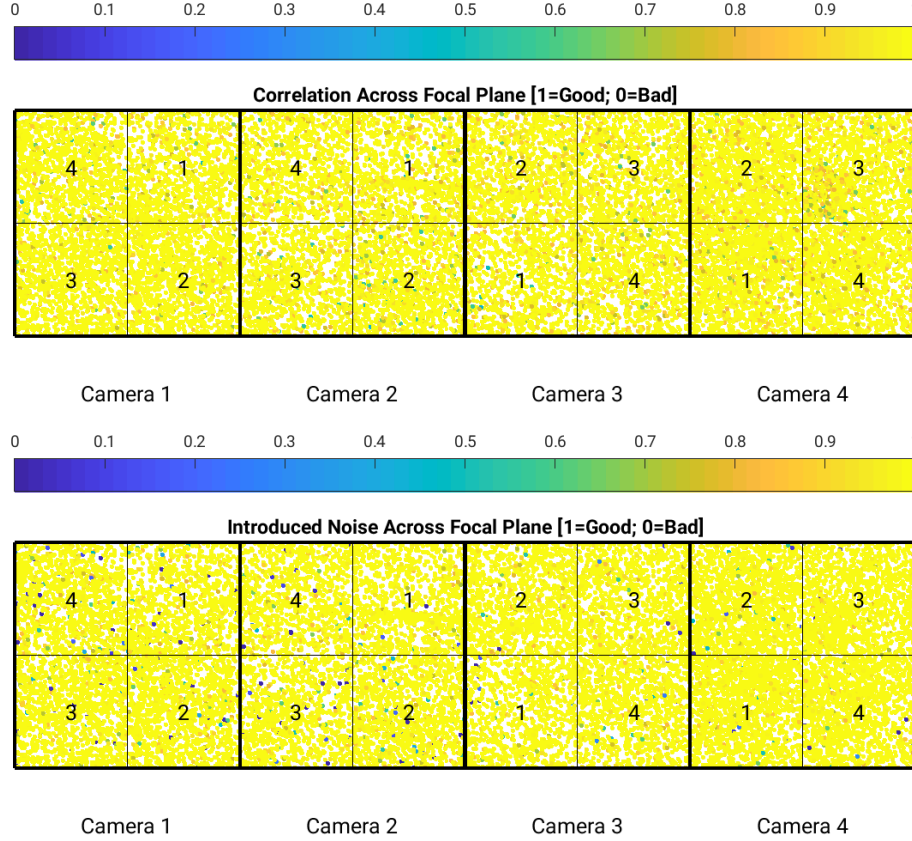 0 0.1 0.2 0.3 0.4 0.5 0.6 0.7 0.8 0.9
Correlation Across Focal Plane [1=Good; 0=Bad]
4 1 4 1 2 3 2 3
3 2 3 2 1 4 1 4
Camera 1 Camera 2 Camera 3 Camera 4
0 0.1 0.2 0.3 0.4 0.5 0.6 0.7 0.8 0.9
Introduced Noise Across Focal Plane [1=Good; 0=Bad]
4 1 4 1 2 3 2 3
3 2 3 2 1 4 1 4
Camera 1 Camera 2 Camera 3 Camera 4